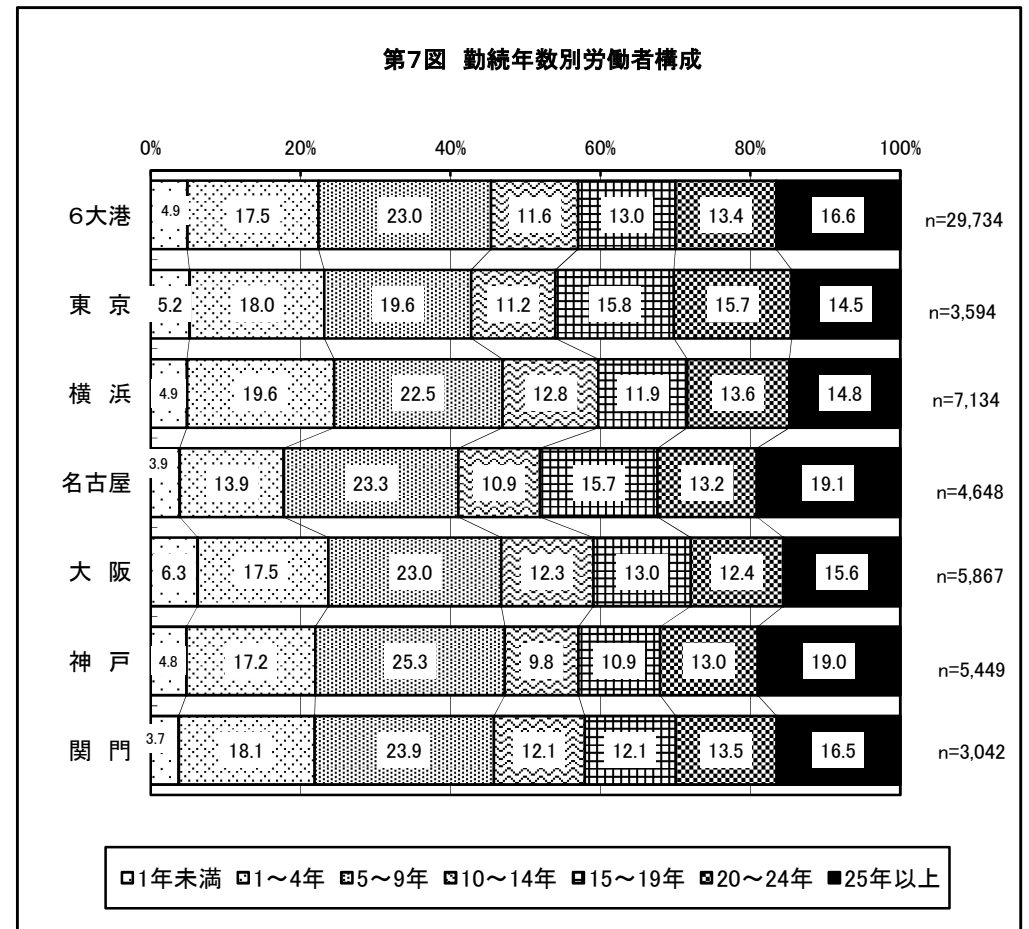 第7図 勤続年数別労働者構成
0% 20% 40% 60% 80% 100%
6大港 4.9 17.5 23.0 11.6 13.0 13.4 16.6 n=29,734
東 京 5.2 18.0 19.6 11.2 15.8 15.7 14.5 n=3,594
横 浜 4.9 19.6 22.5 12.8 11.9 13.6 14.8 n=7,134
名古屋 3.9 13.9 23.3 10.9 15.7 13.2 19.1 n=4,648
大 阪 6.3 17.5 23.0 12.3 13.0 12.4 15.6 n=5,867
神 戸 4.8 17.2 25.3 9.8 10.9 13.0 19.0 n=5,449
関 門 3.7 18.1 23.9 12.1 12.1 13.5 16.5 n=3,042
1年未満 1～4年 5～9年 10～14年 15～19年 20～24年 25年以上